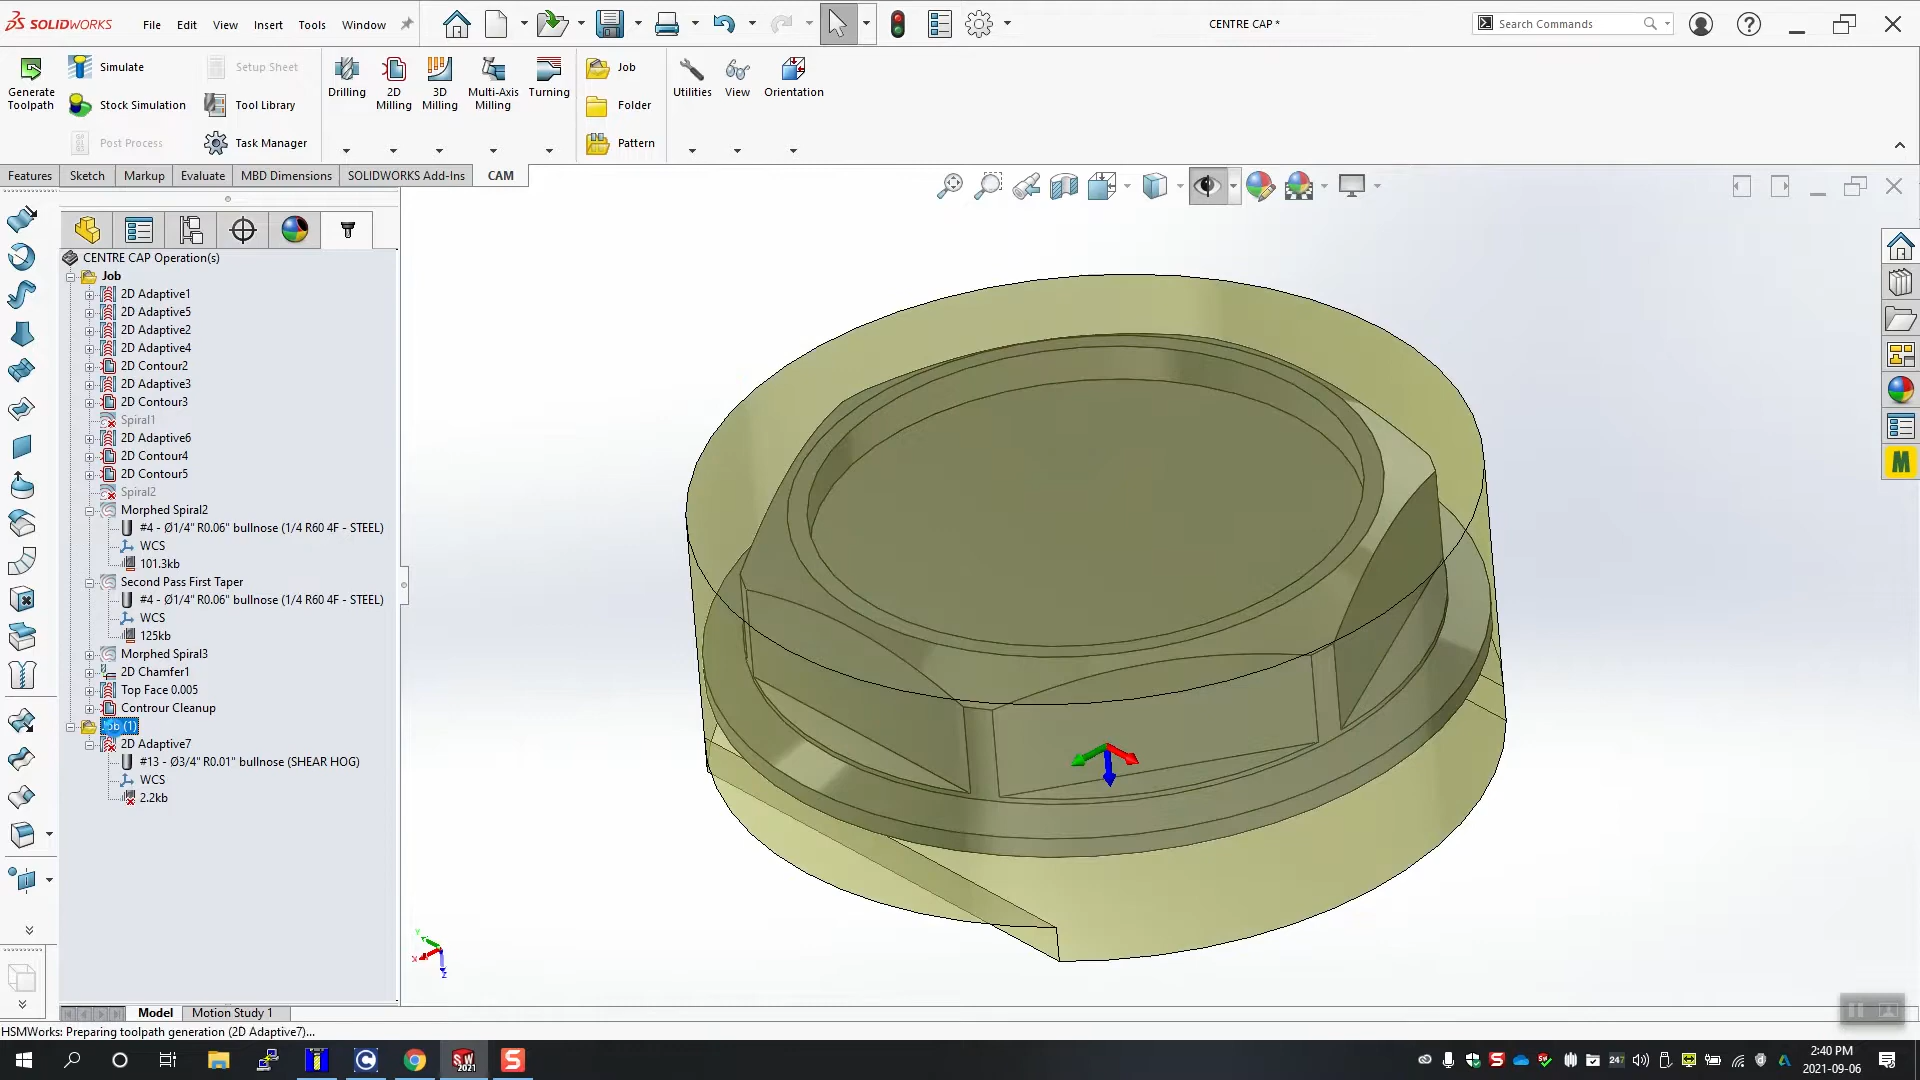 SOLIDWORKS File Edit View Insert Tools Window CENTRE CAP * Search Commands
Generate Toolpath
Simulate
Stock Simulation
Post Process
Setup Sheet
Tool Library
Task Manager
Drilling
2D Milling
3D Milling
Multi-Axis Milling
Turning
Job
Folder
Pattern
Utilities
View
Orientation
Features Sketch Markup Evaluate MBD Dimensions SOLIDWORKS Add-Ins CAM
CENTRE CAP Operation(s)
Job
2D Adaptive1
2D Adaptive5
2D Adaptive2
2D Adaptive4
2D Contour2
2D Adaptive3
2D Contour3
Spiral1
2D Adaptive6
2D Contour4
2D Contour5
Spiral2
Morphed Spiral2
#4 - Ø1/4" R0.06" bullnose (1/4 R60 4F - STEEL)
WCS
101.3kb
Second Pass First Taper
#4 - Ø1/4" R0.06" bullnose (1/4 R60 4F - STEEL)
WCS
125kb
Morphed Spiral3
2D Chamfer1
Top Face 0.005
Contour Cleanup
Job (1)
2D Adaptive7
#13 - Ø3/4" R0.01" bullnose (SHEAR HOG)
WCS
2.2kb
Y
X
Z
M
Model Motion Study 1
HSMWorks: Preparing toolpath generation (2D Adaptive7)...
SW 2021
S
247
2:40 PM
2021-09-06